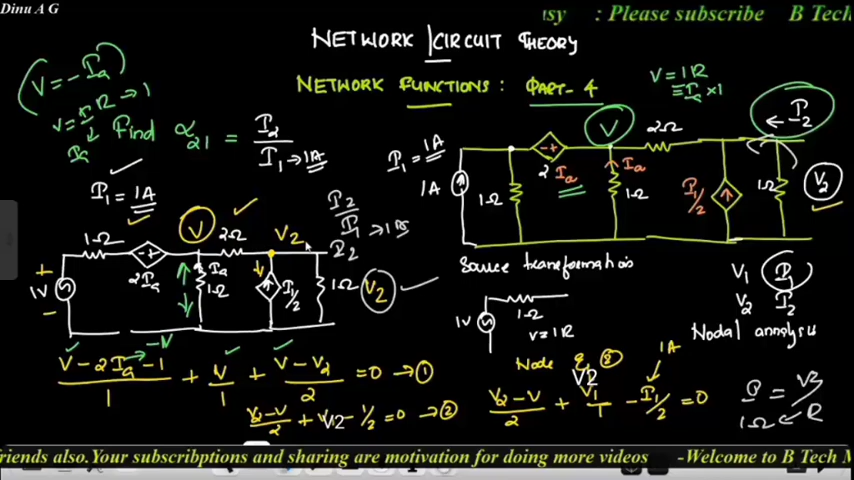 Dinu A G
sy : Please subscribe B Tech
NETWORK | CIRCUIT THEORY
NETWORK FUNCTIONS: PART-4
V = -Ia
V = IR → 1
Ia
Find α21 = I2 / I1 → 1A
I1 = 1A
V = IR
= Ia × 1
I1 = 1A
1A
1Ω
- +
2 Ia
V
Ia
1Ω
2Ω
I1/2
← I2
1Ω
V2
1V
+
-
1Ω
2Ia
V
2Ω
Ia
1Ω
V2
I1/2
1Ω
V2
I2
I1 → 1A
I2
Source transformation
1V
1Ω
V = IR
V1 I1
V2 I2
Nodal analysis
-V
(V - 2Ia - 1)/1 + V/1 + (V - V2)/2 = 0 → ①
(V2 - V)/2 + V2 - 1/2 = 0 → ②
Node Eq ②
V2
1A
(V2 - V)/2 + V1/1 - I1/2 = 0
1Ω ← R
friends also.Your subscribptions and sharing are motivation for doing more videos -Welcome to B Tech M